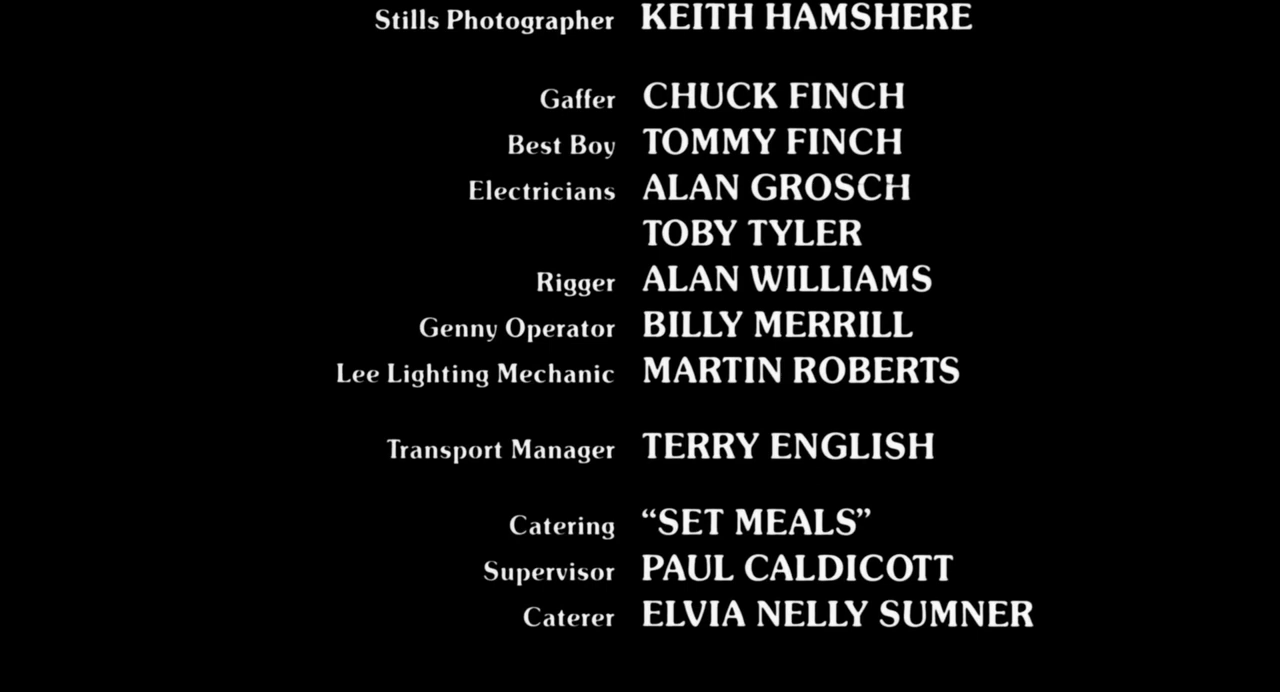 Stills Photographer KEITH HAMSHERE
Gaffer CHUCK FINCH
Best Boy TOMMY FINCH
Electricians ALAN GROSCH
TOBY TYLER
Rigger ALAN WILLIAMS
Genny Operator BILLY MERRILL
Lee Lighting Mechanic MARTIN ROBERTS
Transport Manager TERRY ENGLISH
Catering “SET MEALS”
Supervisor PAUL CALDICOTT
Caterer ELVIA NELLY SUMNER